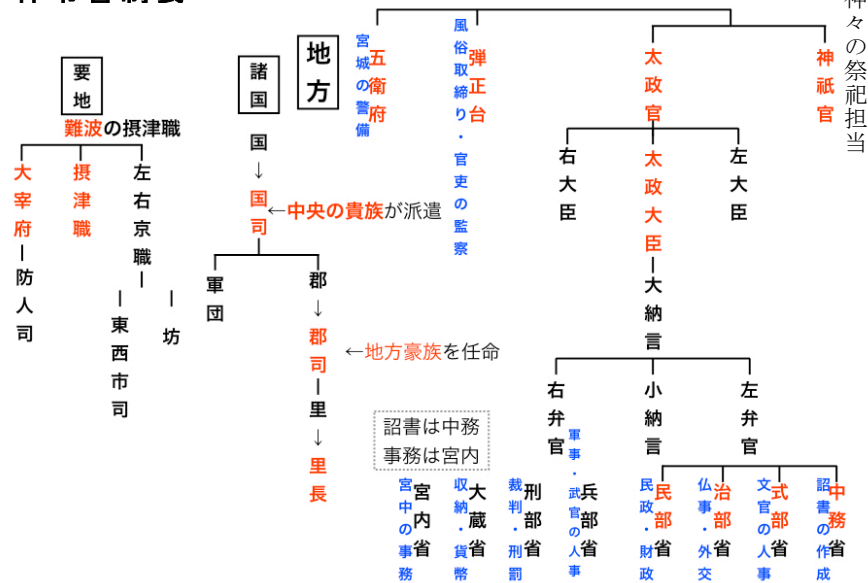 神々の祭祀担当
神祇官
太政官
弾正台
風俗取締り・官吏の監察
五衛府
宮城の警備
左大臣
太政大臣
右大臣
大納言
左弁官
小納言
右弁官
中務省
詔書の作成
式部省
文官の人事
治部省
仏事・外交
民部省
民政・財政
兵部省
軍事・武官の人事
刑部省
裁判・刑罰
大蔵省
収納・貨幣
宮内省
宮中の事務
詔書は中務
事務は宮内
地方
諸国
国
↓
国司
←中央の貴族が派遣
郡
↓
郡司
←地方豪族を任命
里
↓
里長
軍団
要地
難波の摂津職
左右京職
坊
東西市司
摂津職
大宰府
防人司